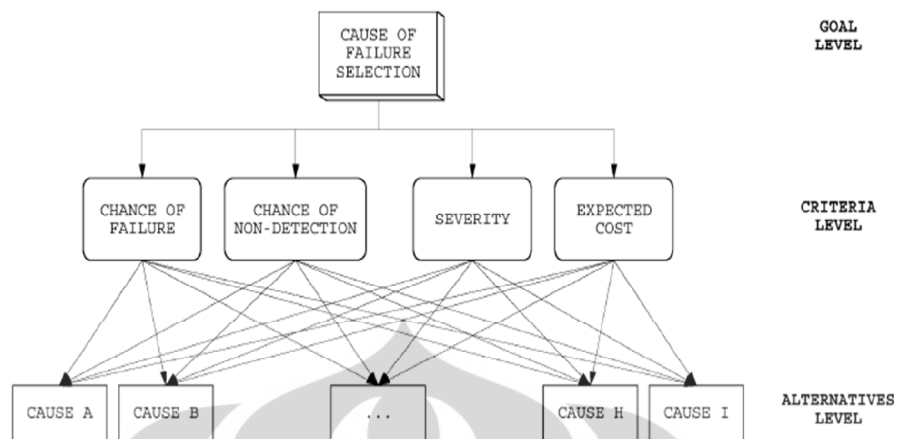 CAUSE OF
FAILURE
SELECTION
GOAL
LEVEL
CHANCE OF
FAILURE
CHANCE OF
NON-DETECTION
SEVERITY
EXPECTED
COST
CRITERIA
LEVEL
CAUSE A
CAUSE B
...
CAUSE H
CAUSE I
ALTERNATIVES
LEVEL